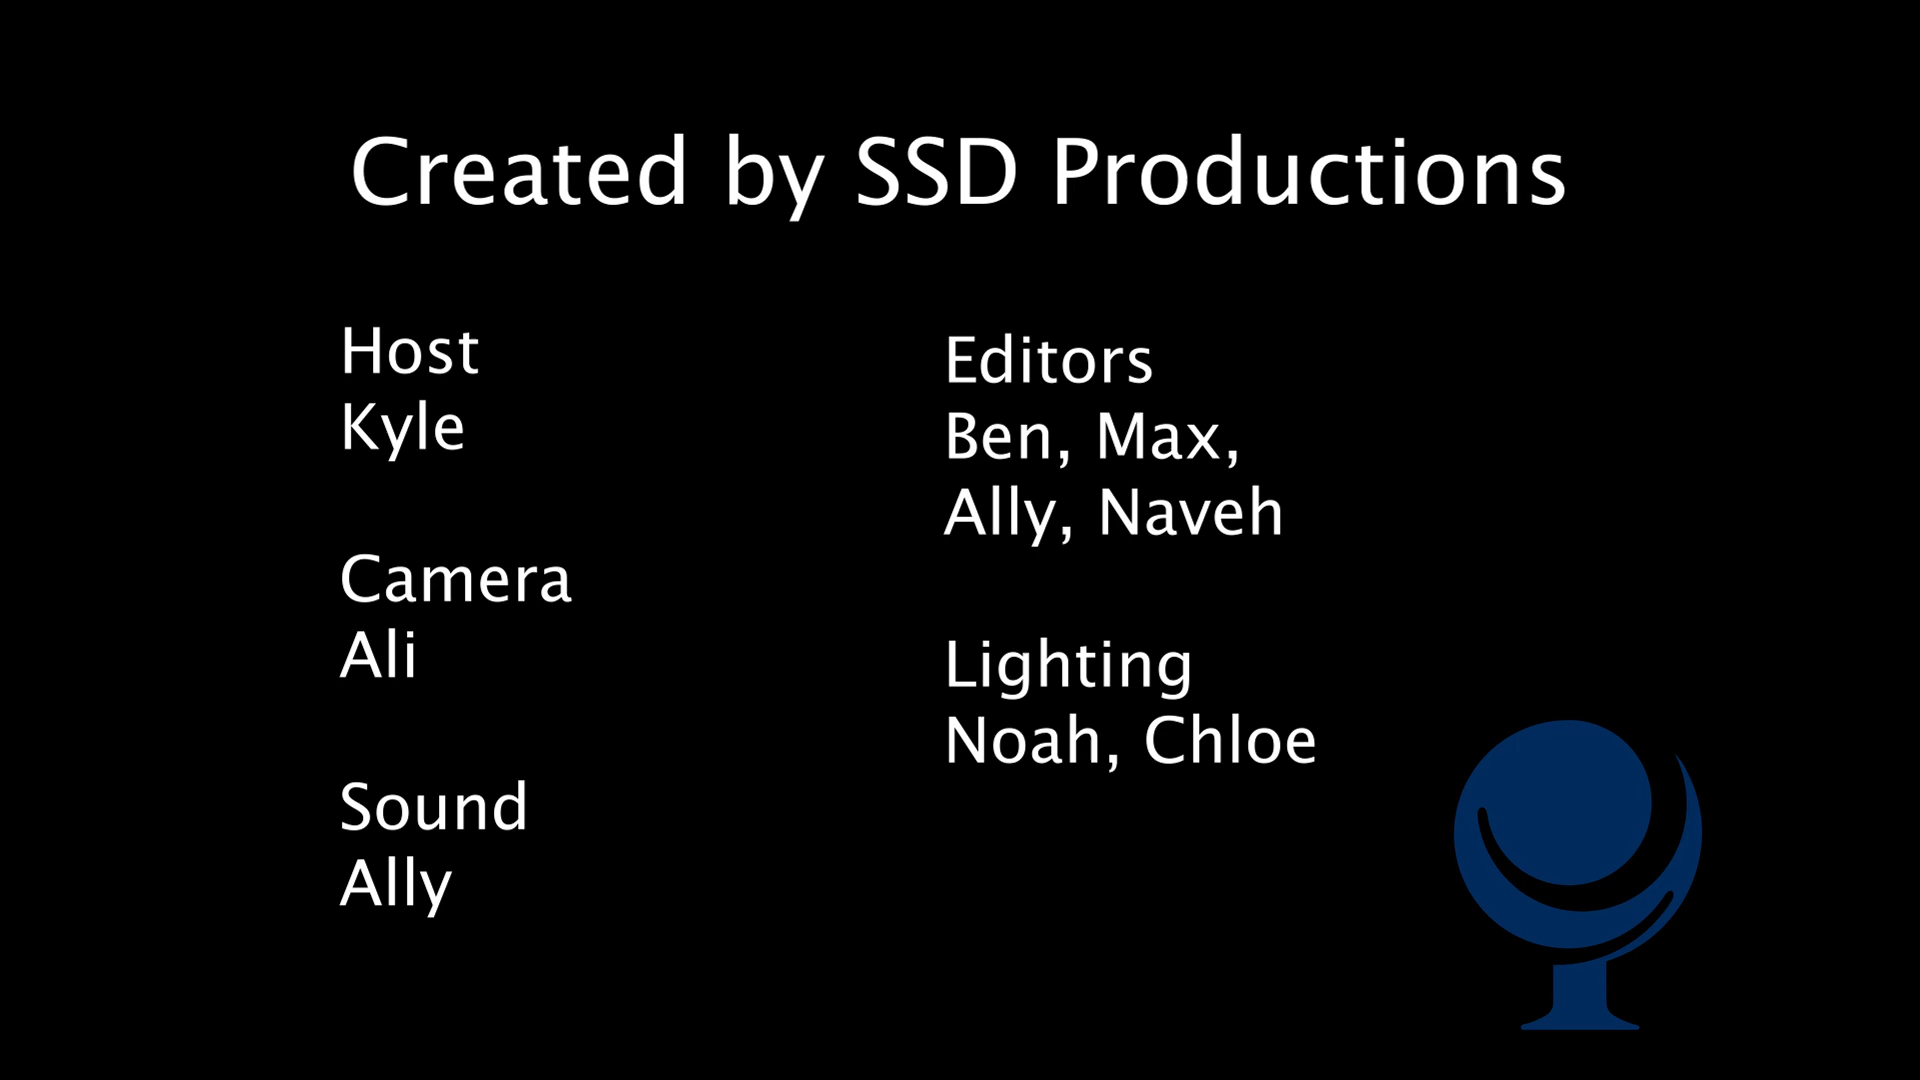 Created by SSD Productions
Host
Kyle
Camera
Ali
Sound
Ally
Editors
Ben, Max,
Ally, Naveh
Lighting
Noah, Chloe